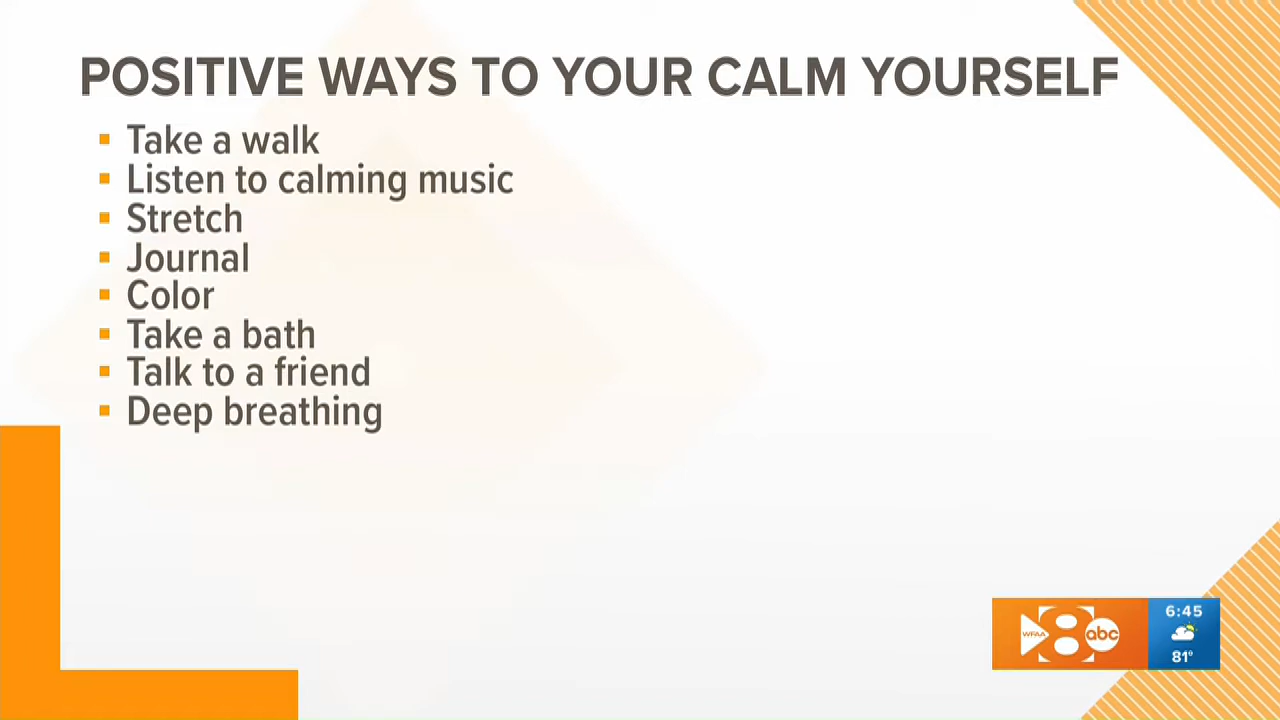 POSITIVE WAYS TO YOUR CALM YOURSELF
Take a walk
Listen to calming music
Stretch
Journal
Color
Take a bath
Talk to a friend
Deep breathing
WFAA 8 abc
6:45
81°